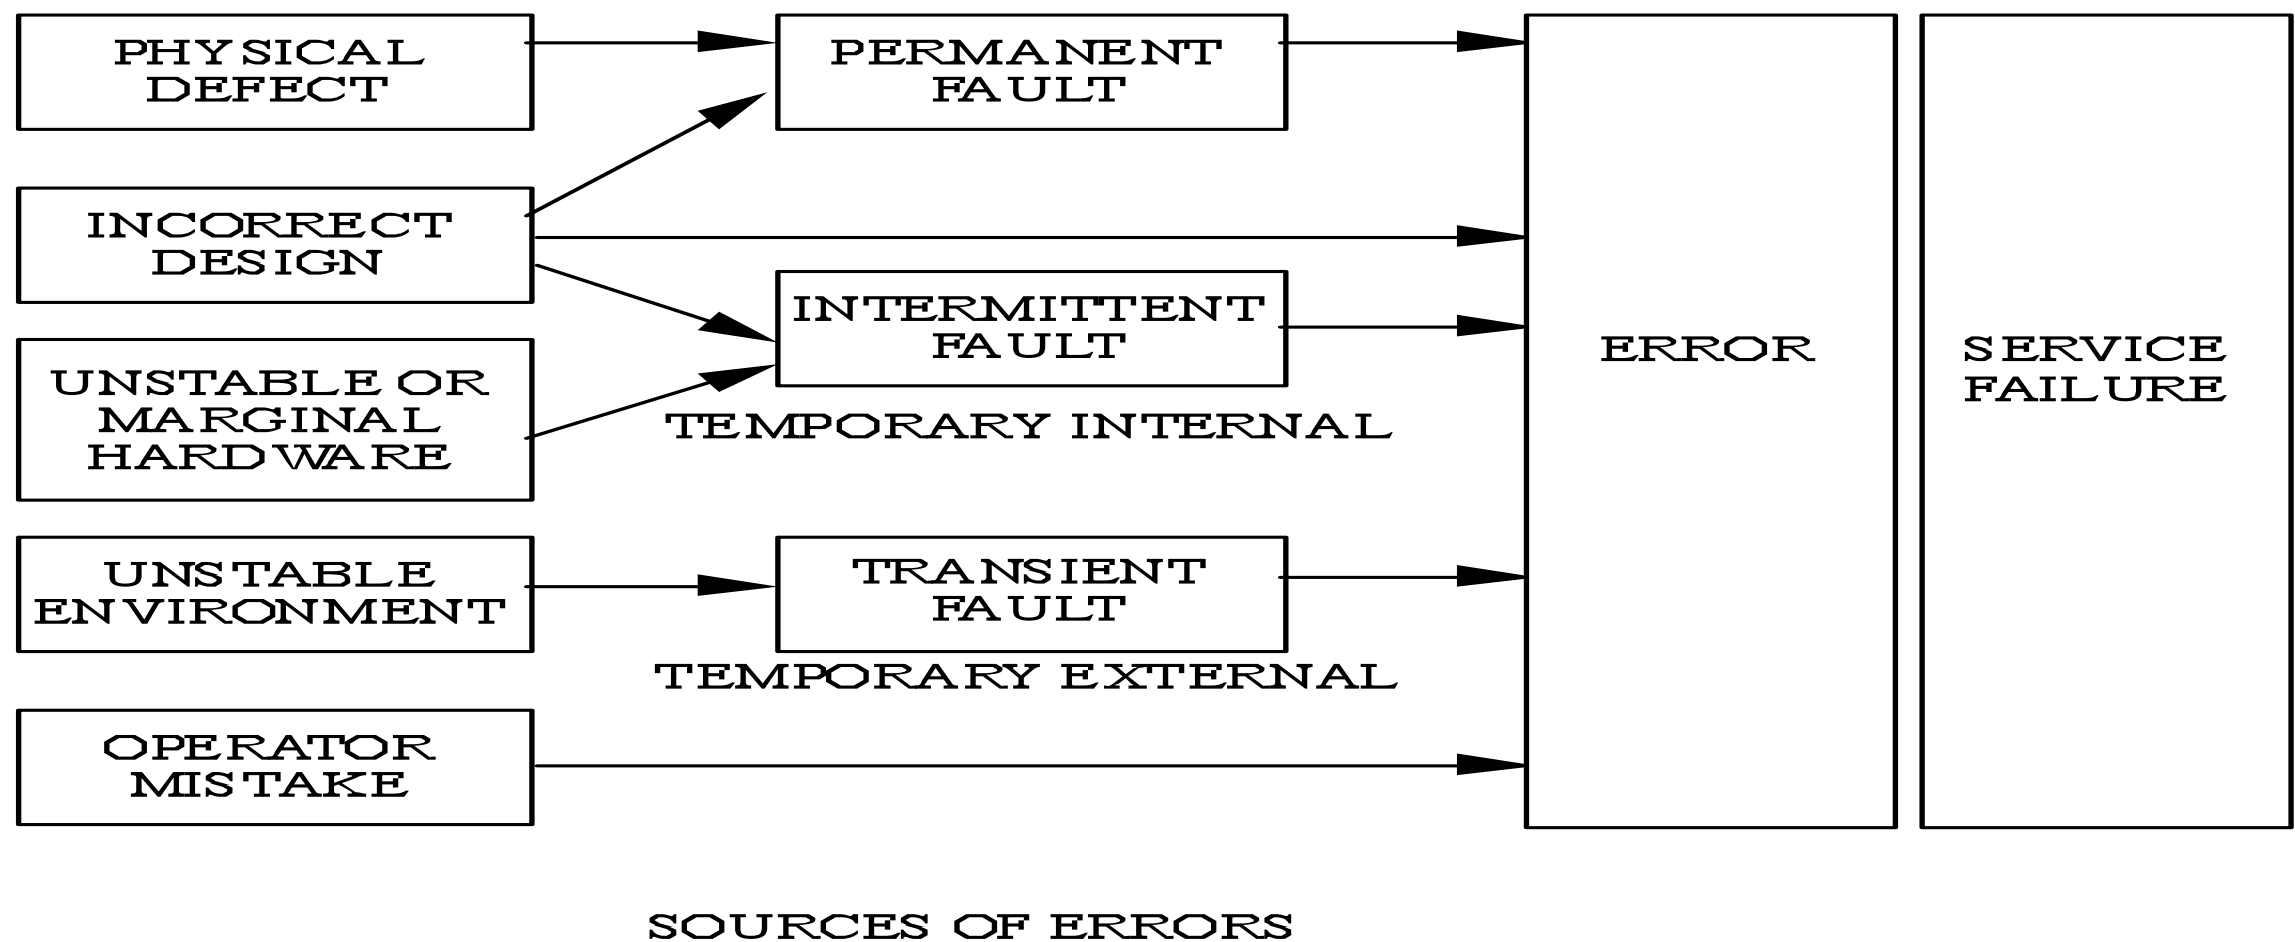 PHYSICAL
DEFECT
PERMANENT
FAULT
INCORRECT
DESIGN
INTERMITTENT
FAULT
TEMPORARY INTERNAL
UNSTABLE OR
MARGINAL
HARDWARE
UNSTABLE
ENVIRONMENT
TRANSIENT
FAULT
TEMPORARY EXTERNAL
OPERATOR
MISTAKE
ERROR
SERVICE
FAILURE
SOURCES OF ERRORS